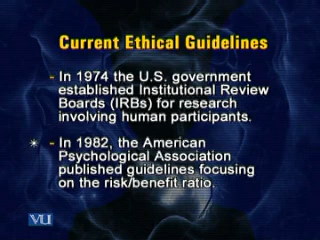 Current Ethical Guidelines
- In 1974 the U.S. government
established Institutional Review
Boards (IRBs) for research
involving human participants.
- In 1982, the American
Psychological Association
published guidelines focusing
on the risk/benefit ratio.
VU